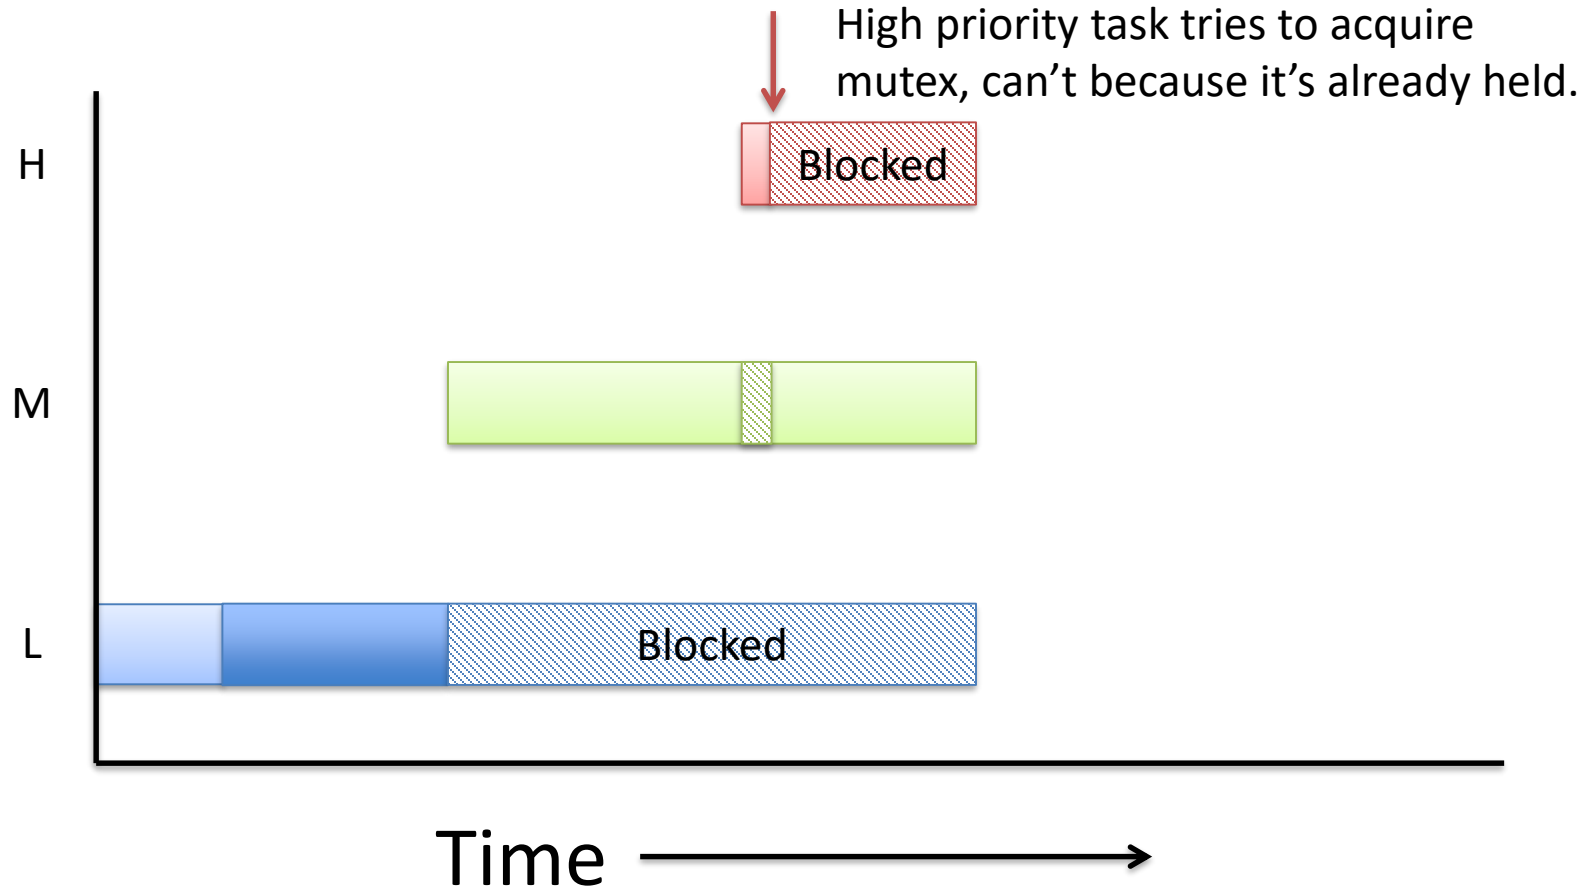 High priority task tries to acquire
mutex, can’t because it’s already held.
H
Blocked
M
L
Blocked
Time